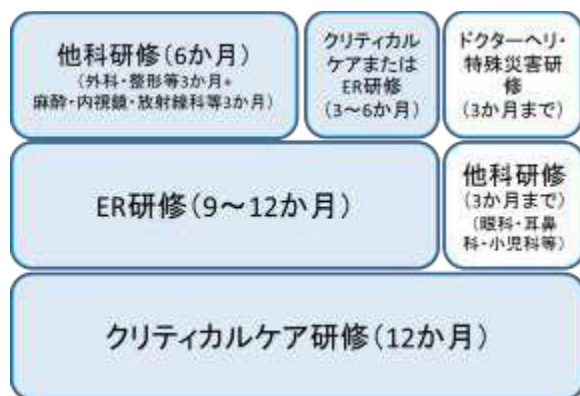 他科研修(6か月)
(外科・整形等3か月。
麻酔・内視鏡・放射線科等3か月)
クリティカル
ケアまたは
ER研修
(3～6か月)
ドクターヘリ・
特殊災害研
修
(3か月まで)
ER研修(9～12か月)
他科研修
(3か月まで)
(眼科・耳鼻
科・小児科等)
クリティカルケア研修(12か月)